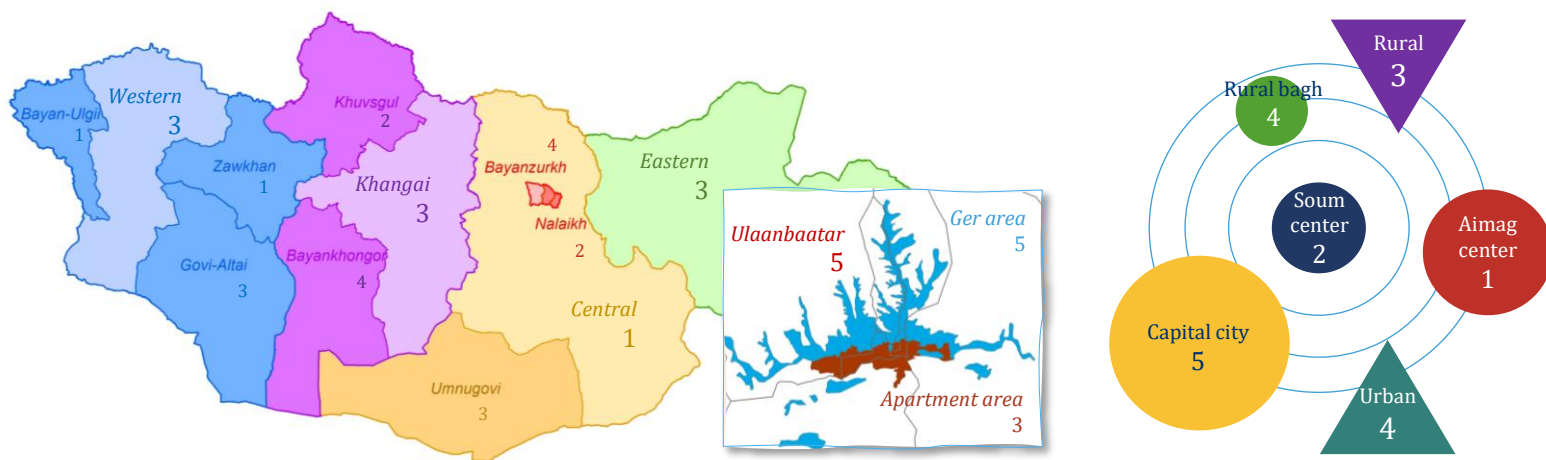 Western
3
Bayan-Ulgii
1
Zawkhan
1
Govi-Altai
3
Khuvsgul
2
Khangai
3
Bayankhongor
4
4
Bayanzurkh
Nalaikh
2
Central
1
Umnugovi
3
Eastern
3
Ulaanbaatar
5
Ger area
5
Apartment area
3
Rural
3
Rural bagh
4
Soum
center
2
Aimag
center
1
Capital city
5
Urban
4